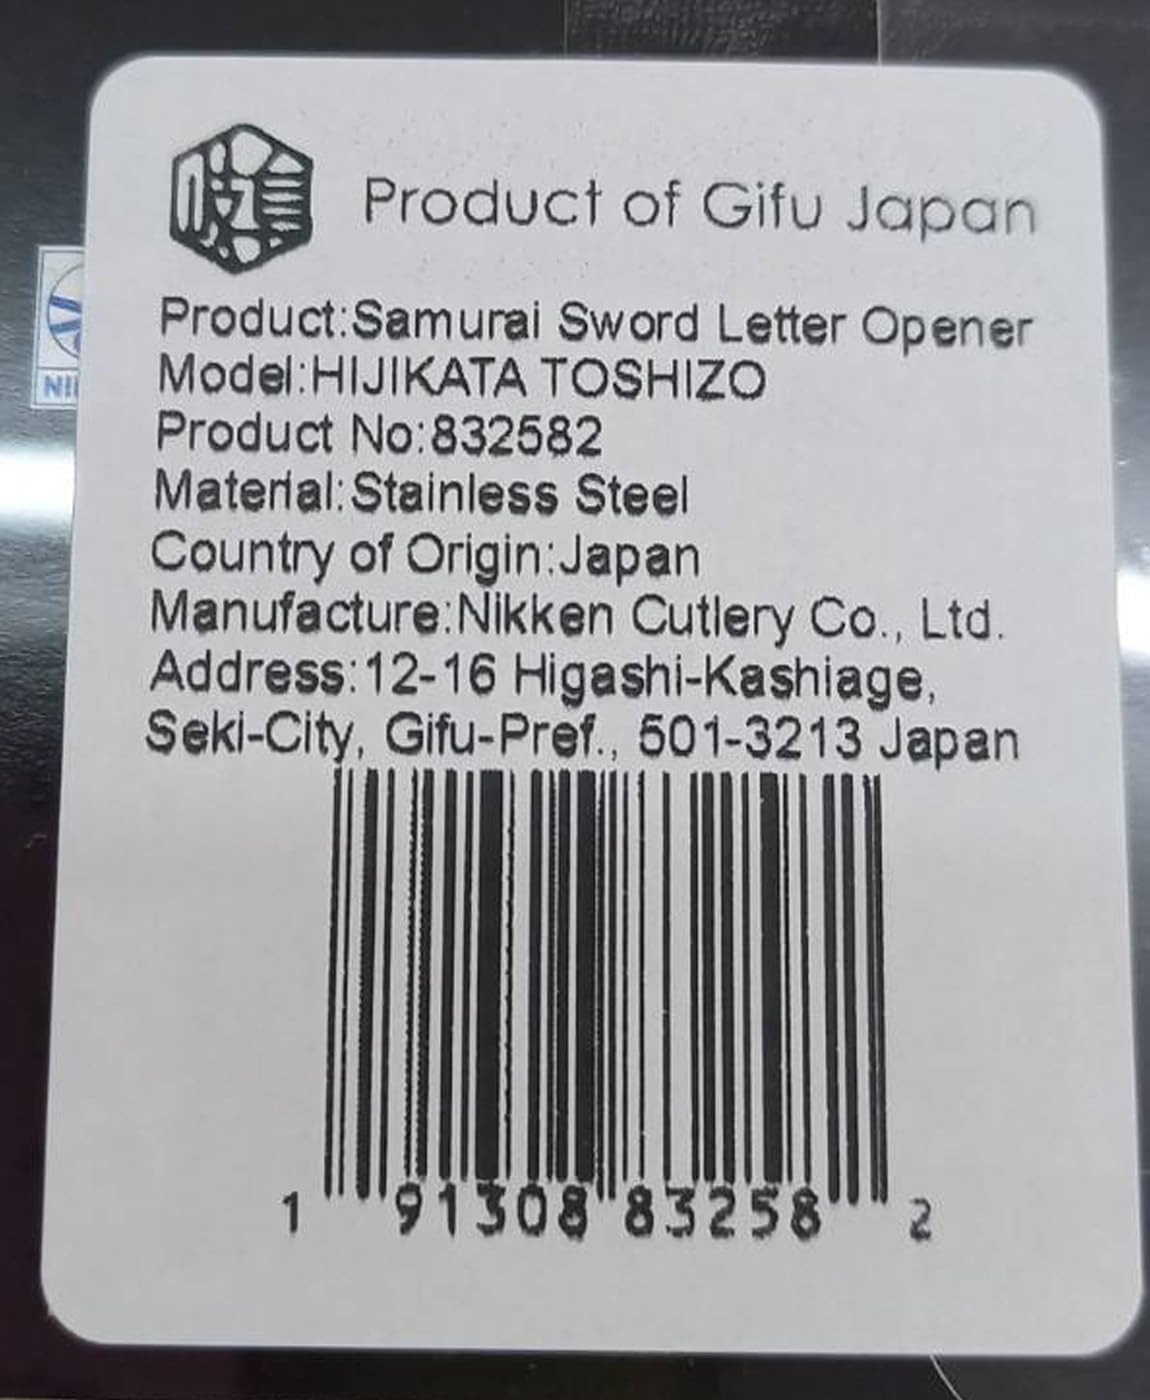 Product of Gifu Japan
Product:Samurai Sword Letter Opener
Model:HIJIKATA TOSHIZO
Product No:832582
Material:Stainless Steel
Country of Origin:Japan
Manufacture:Nikken Cutlery Co., Ltd.
Address:12-16 Higashi-Kashiage,
Seki-City, Gifu-Pref., 501-3213 Japan
1 91308 83258 2